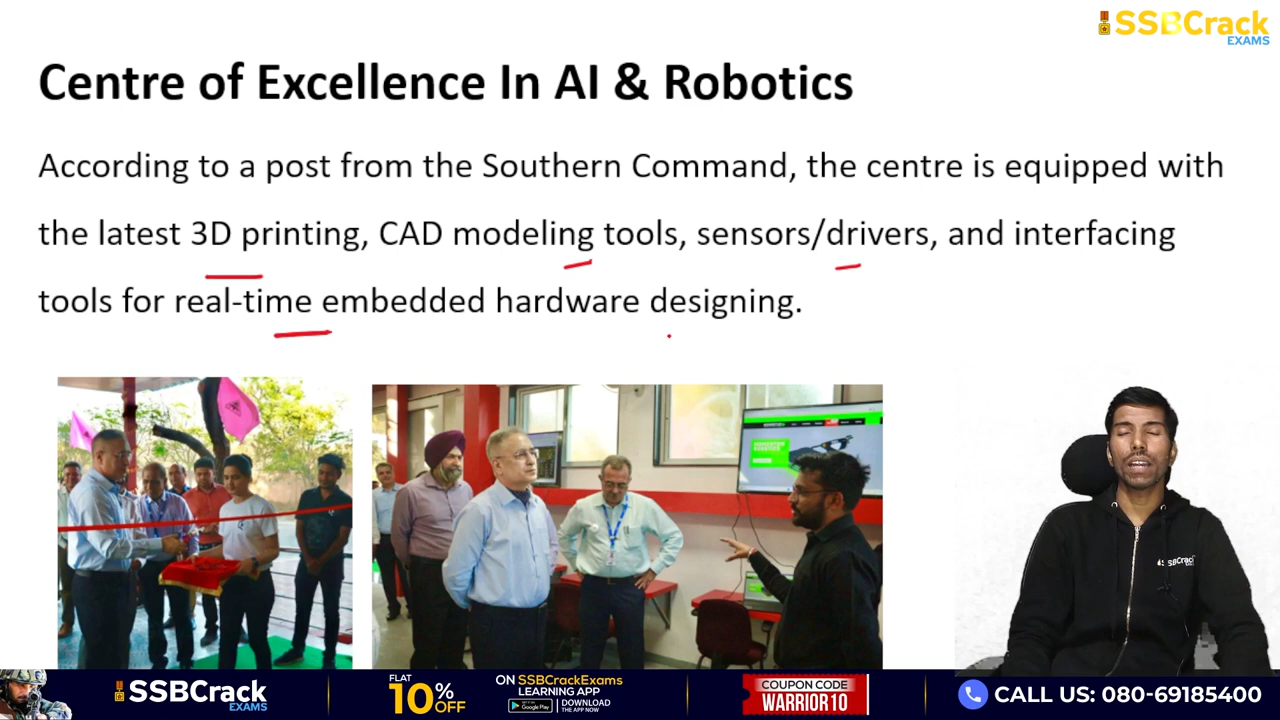 SSBCrack
EXAMS
Centre of Excellence In AI & Robotics
According to a post from the Southern Command, the centre is equipped with
the latest 3D printing, CAD modeling tools, sensors/drivers, and interfacing
tools for real-time embedded hardware designing.
SSBCrack
SSBCrack
EXAMS
FLAT
10% OFF
ON SSBCrackExams
LEARNING APP
Google Play
DOWNLOAD
THE APP NOW
COUPON CODE
WARRIOR10
CALL US: 080-69185400